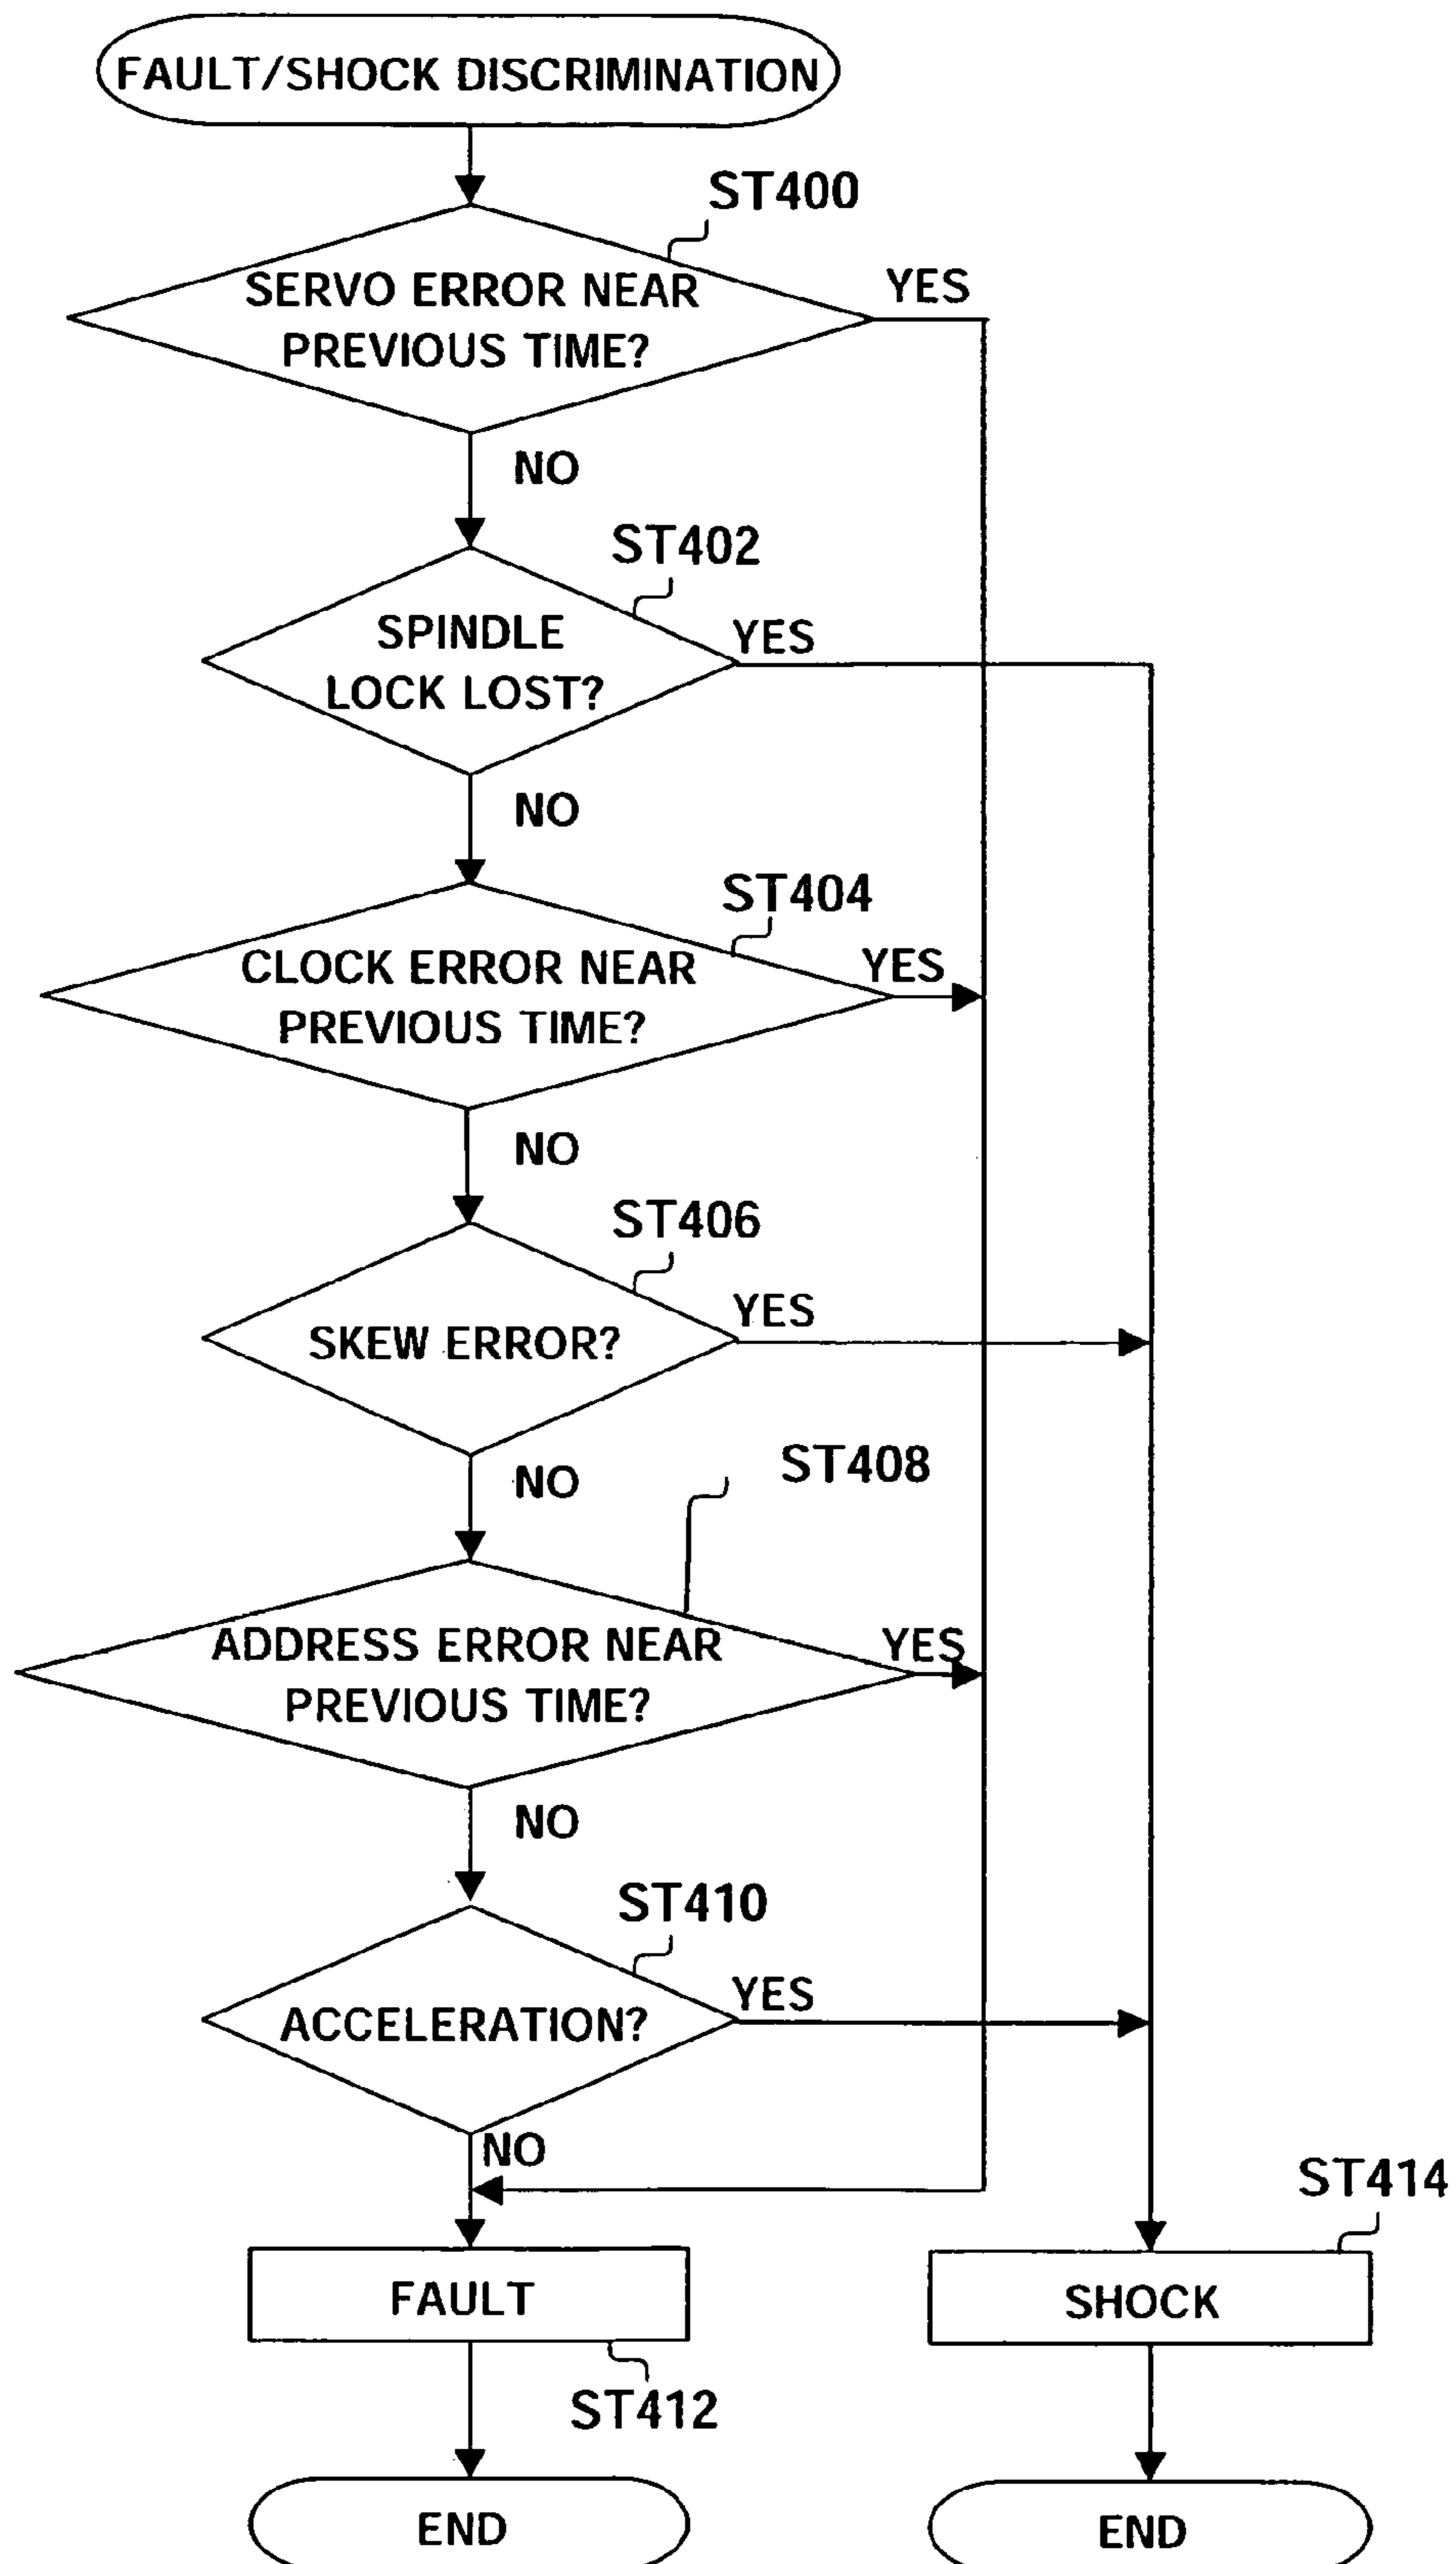 FAULT/SHOCK DISCRIMINATION
ST400
SERVO ERROR NEAR
PREVIOUS TIME?
YES
NO
ST402
SPINDLE
LOCK LOST?
YES
NO
ST404
CLOCK ERROR NEAR
PREVIOUS TIME?
YES
NO
ST406
SKEW ERROR?
YES
NO
ST408
ADDRESS ERROR NEAR
PREVIOUS TIME?
YES
NO
ST410
ACCELERATION?
YES
NO
ST414
FAULT
SHOCK
ST412
END
END